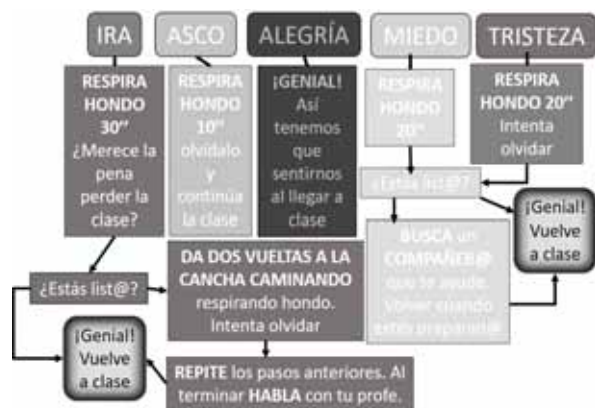 IRA
ASCO
ALEGRÍA
MIEDO
TRISTEZA
RESPIRA
HONDO
30’’
¿Merece la
pena
perder la
clase?
RESPIRA
HONDO
10’’
olvídalo
y
continúa
la clase
¡GENIAL!
Así
tenemos
que
sentirnos
al llegar a
clase
RESPIRA
HONDO
20’’
RESPIRA
HONDO 20’’
Intenta
olvidar
¿Estás list@?
¡Genial!
Vuelve
a clase
BUSCA un
COMPAÑER@
que te ayude.
Volver cuando
estés preparad@
DA DOS VUELTAS A LA
CANCHA CAMINANDO
respirando hondo.
Intenta olvidar
¿Estás list@?
¡Genial!
Vuelve
a clase
REPITE los pasos anteriores. Al
terminar HABLA con tu profe.